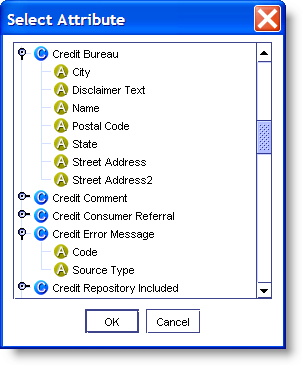 Select Attribute
C Credit Bureau
A City
A Disclaimer Text
A Name
A Postal Code
A State
A Street Address
A Street Address2
C Credit Comment
C Credit Consumer Referral
C Credit Error Message
A Code
A Source Type
C Credit Repository Included
OK Cancel